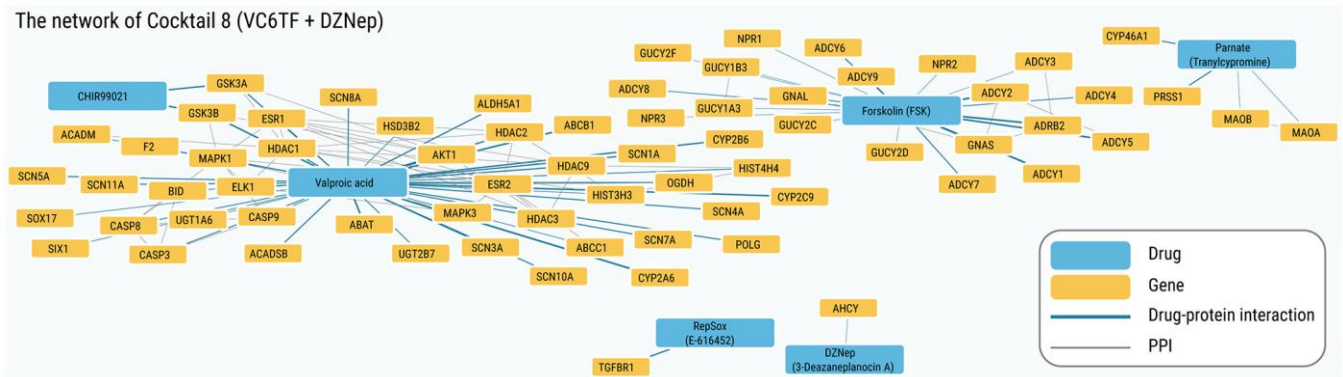 The network of Cocktail 8 (VC6TF + DZNep)
CHIR99021
GSK3A
GSK3B
ESR1
SCN8A
HSD3B2
ALDH5A1
HDAC2
ABCB1
ACADM
F2
MAPK1
HDAC1
AKT1
HDAC9
SCN1A
CYP2B6
HIST4H4
SCN5A
SCN11A
BID
ELK1
Valproic acid
ESR2
HIST3H3
OGDH
CYP2C9
SOX17
CASP8
UGT1A6
CASP9
ABAT
MAPK3
HDAC3
SCN4A
SIX1
CASP3
ACADSB
UGT2B7
SCN3A
ABCC1
SCN7A
POLG
SCN10A
CYP2A6
GUCY2F
NPR1
ADCY6
GUCY1B3
ADCY9
NPR2
ADCY3
ADCY8
GNAL
ADCY2
ADCY4
GUCY1A3
Forskolin (FSK)
NPR3
GUCY2C
ADRB2
GUCY2D
GNAS
ADCY5
ADCY7
ADCY1
CYP46A1
Parnate
(Tranylcypromine)
PRSS1
MAOB
MAOA
RepSox
(E-616452)
TGFBR1
AHCY
DZNep
(3-Deazaneplanocin A)
Drug
Gene
Drug-protein interaction
PPI